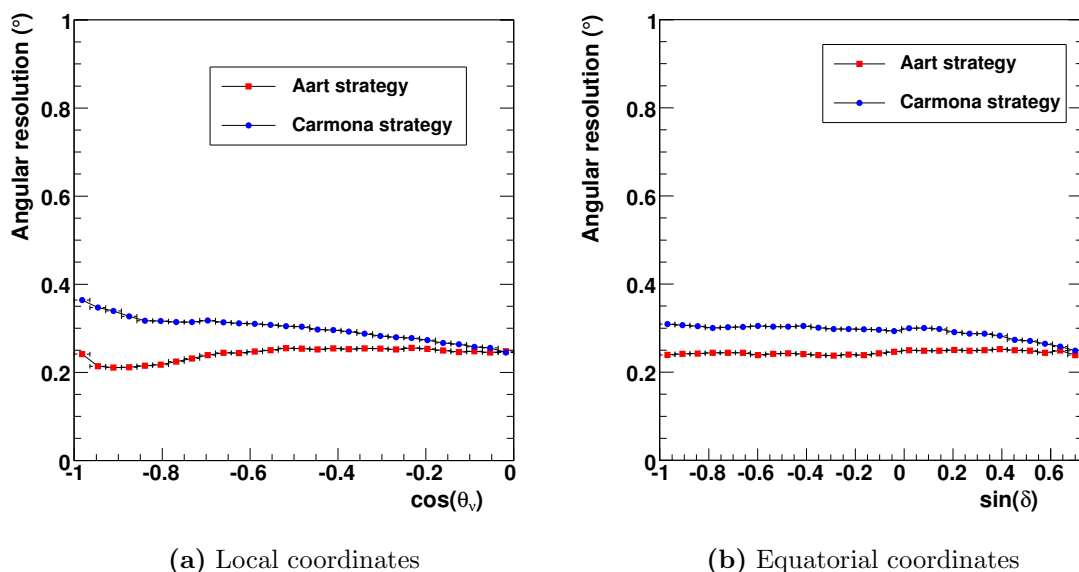 Angular resolution (°)
1
0.8
0.6
0.4
0.2
0
Aart strategy
Carmona strategy
-1 -0.8 -0.6 -0.4 -0.2 0
cos(θν)
(a) Local coordinates
Angular resolution (°)
1
0.8
0.6
0.4
0.2
0
Aart strategy
Carmona strategy
-1 -0.8 -0.6 -0.4 -0.2 0 0.2 0.4 0.6
sin(δ)
(b) Equatorial coordinates